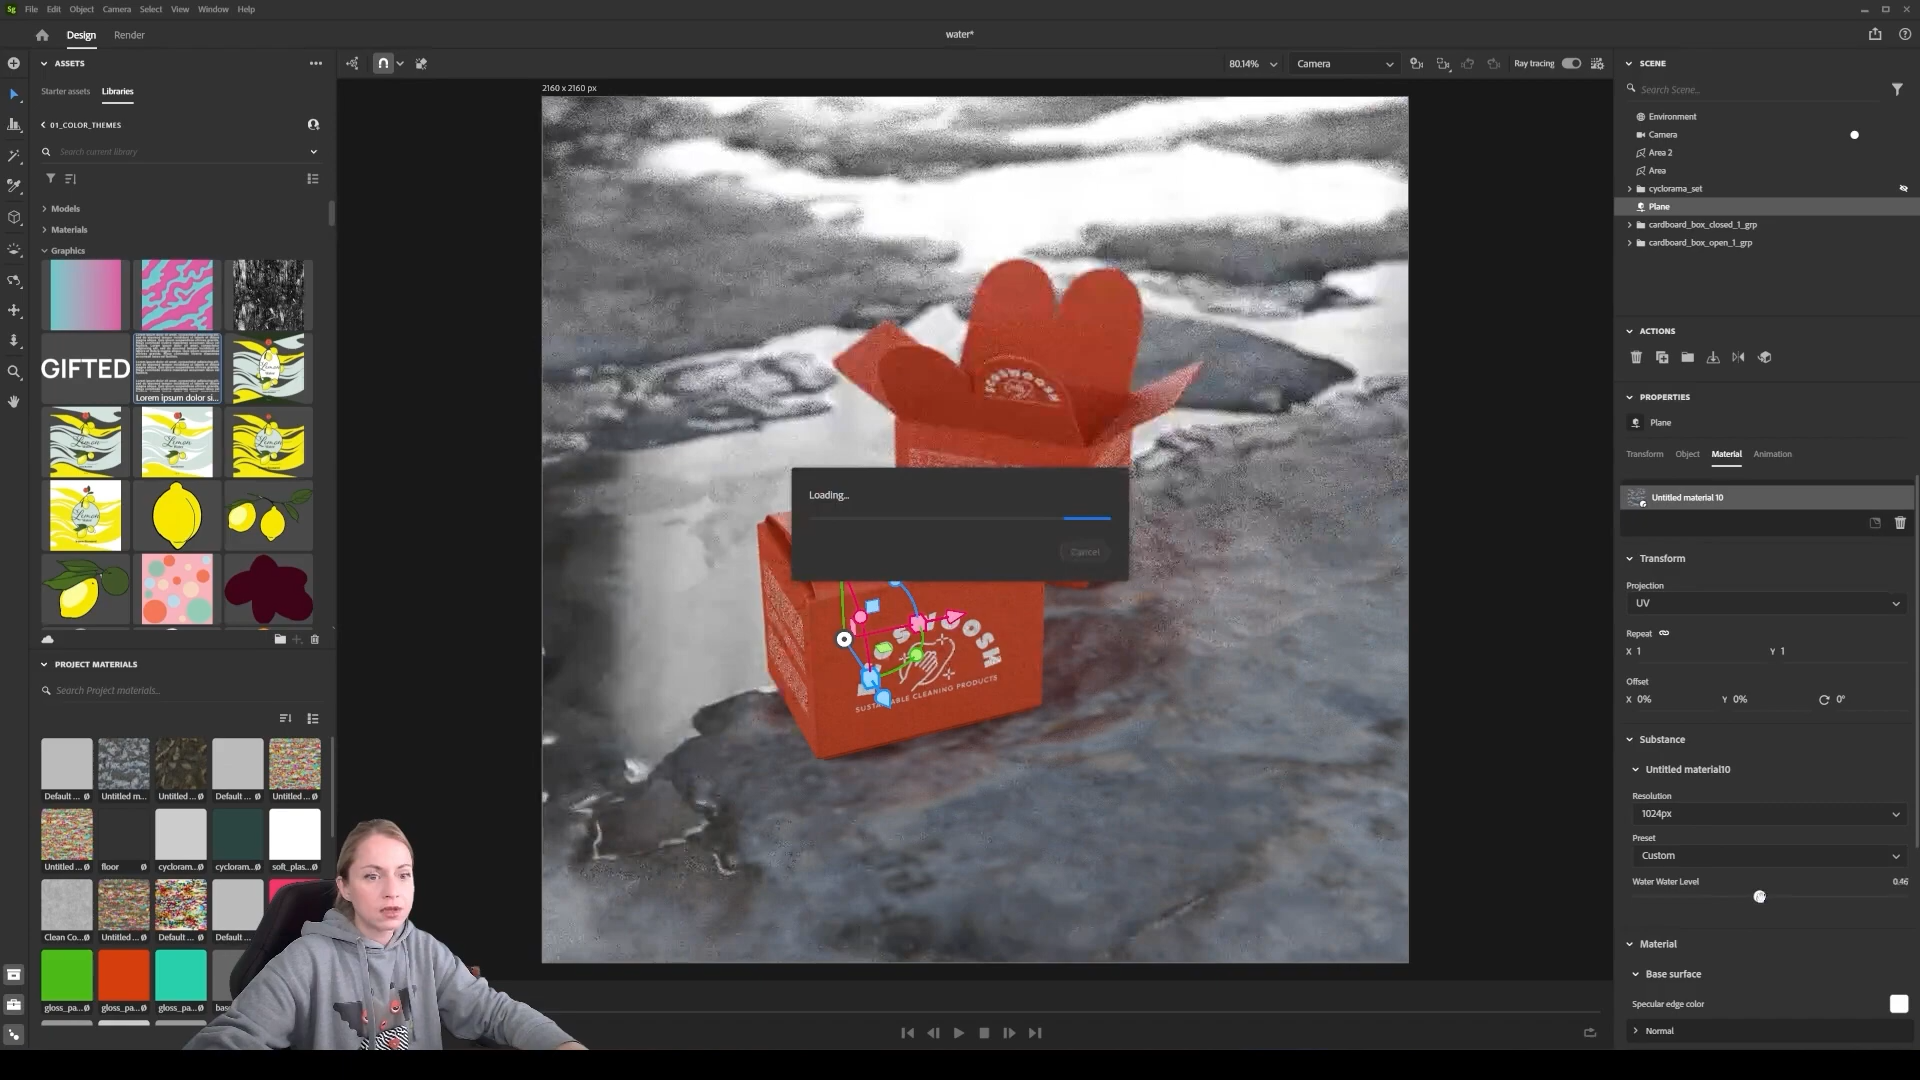 Sg File Edit Object Camera Select View Window Help
Design Render
water*
ASSETS
Starter assets Libraries
01_COLOR_THEMES
Search current library
Models
Materials
Graphics
GIFTED
Lorem ipsum dolor si...
PROJECT MATERIALS
Search Project materials...
Default ...
Untitled m...
Untitled ...
Default ...
Untitled ...
Untitled ...
floor
cycloram...
cycloram...
soft_plas...
Clean Co...
Untitled ...
Default ...
Default ...
gloss_pa...
gloss_pa...
gloss_pa...
80.14%
Camera
Ray tracing
2160 x 2160 px
Loading...
Cancel
SUSTAINABLE CLEANING PRODUCTS
SCENE
Search Scene...
Environment
Camera
Area 2
Area
cyclorama_set
Plane
cardboard_box_closed_1_grp
cardboard_box_open_1_grp
ACTIONS
PROPERTIES
Plane
Transform Object Material Animation
Untitled material 10
Transform
Projection
UV
Repeat
X 1 Y 1
Offset
X 0% Y 0% 0°
Substance
Untitled material10
Resolution
1024px
Preset
Custom
Water Water Level 0.46
Material
Base surface
Specular edge color
Normal